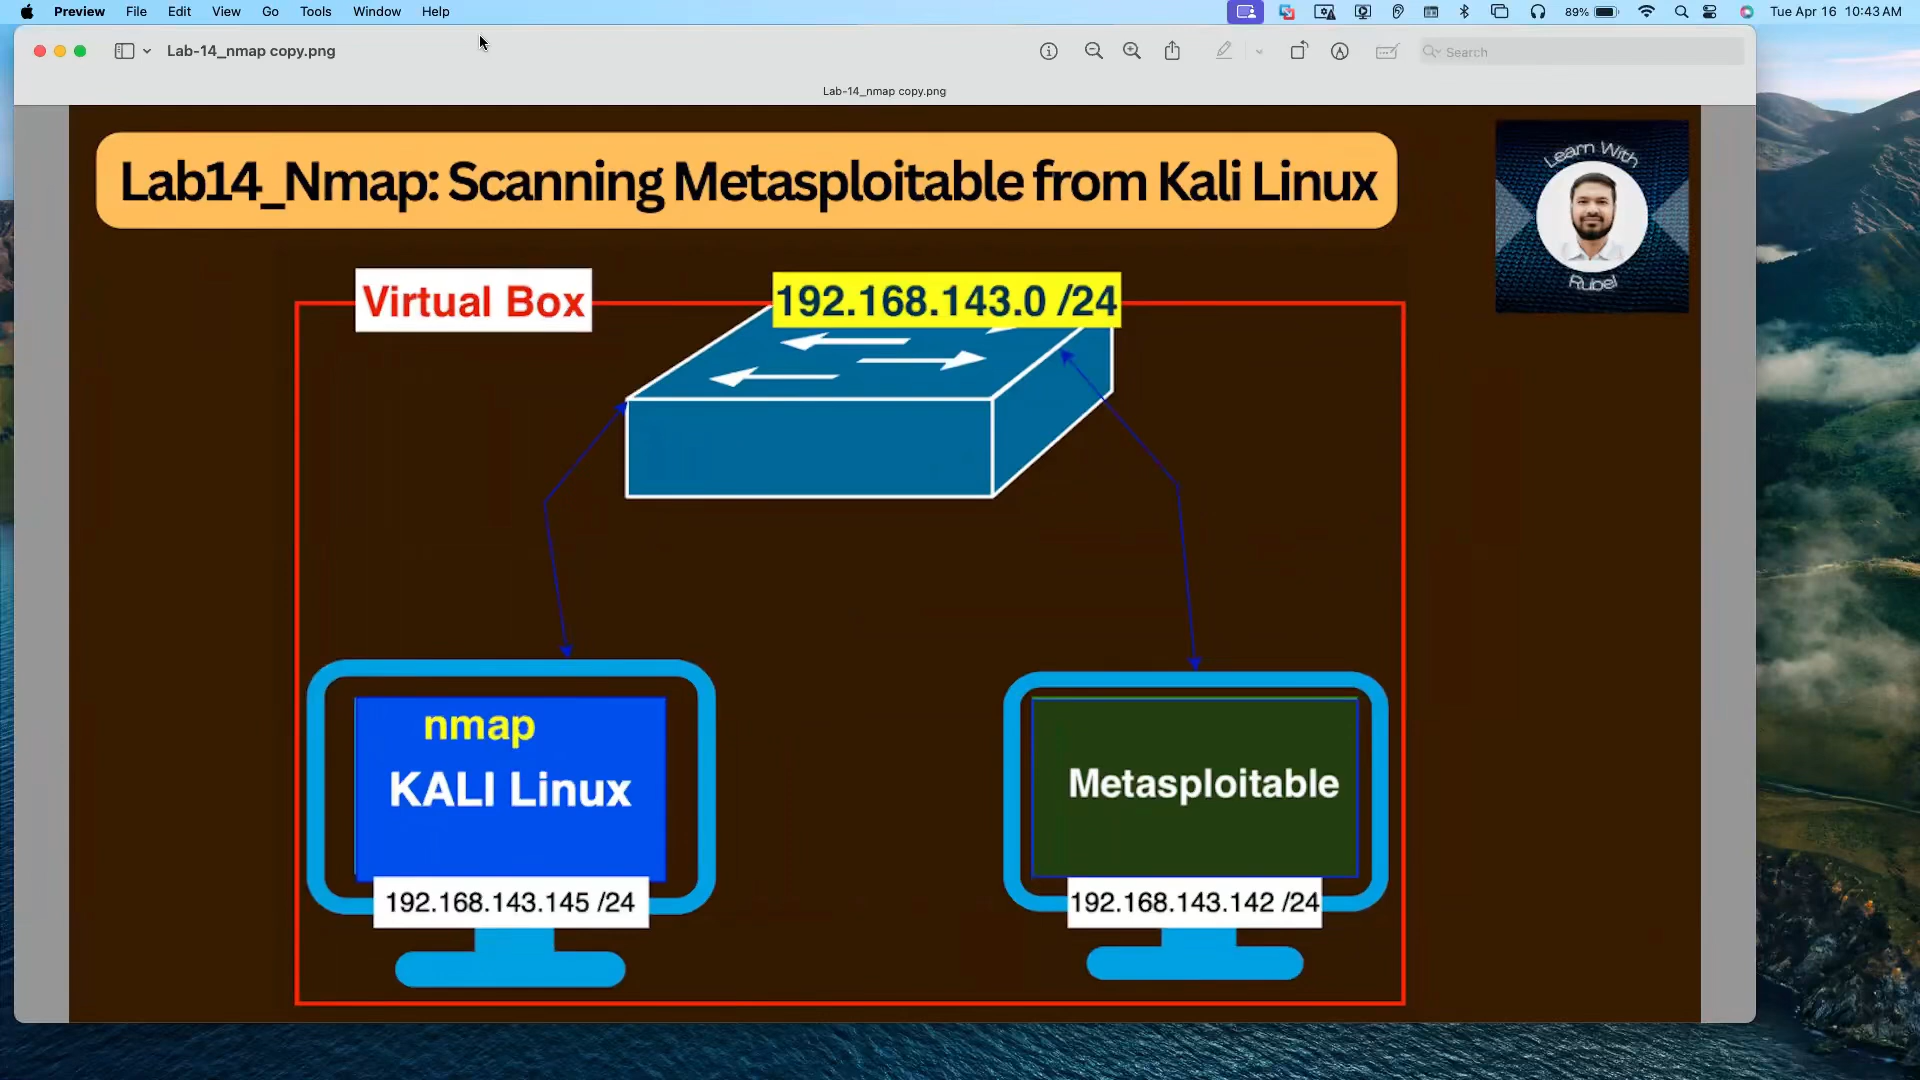 Preview File Edit View Go Tools Window Help 89% Tue Apr 16 10:43 AM
Lab-14_nmap copy.png Search
Lab-14_nmap copy.png
Lab14_Nmap: Scanning Metasploitable from Kali Linux
Learn With
Rubel
Virtual Box
192.168.143.0 /24
nmap
KALI Linux
192.168.143.145 /24
Metasploitable
192.168.143.142 /24